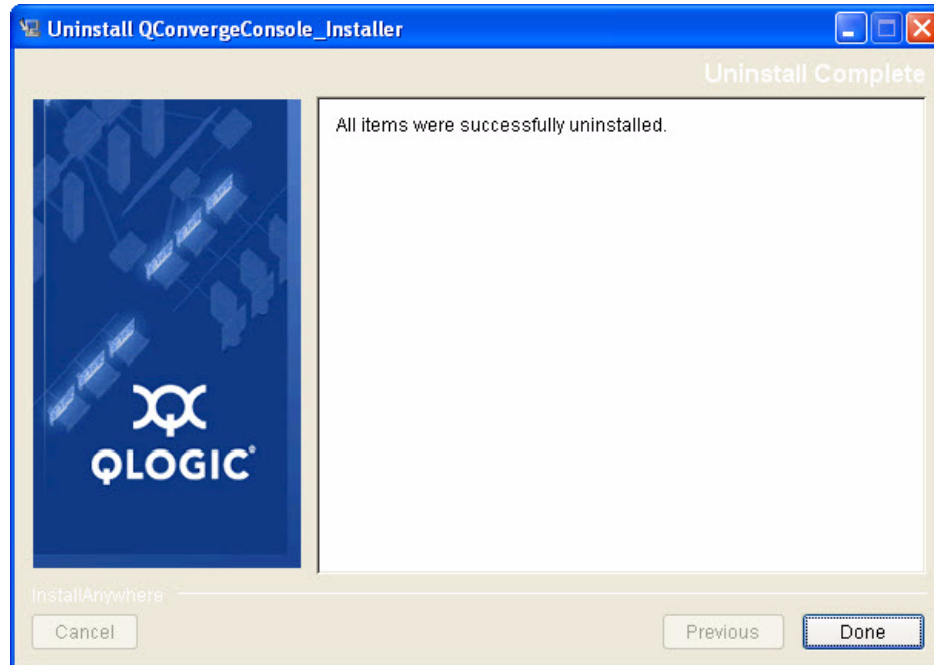 Uninstall QConvergeConsole_Installer
Uninstall Complete
All items were successfully uninstalled.
QLOGIC®
InstallAnywhere
Cancel
Previous
Done